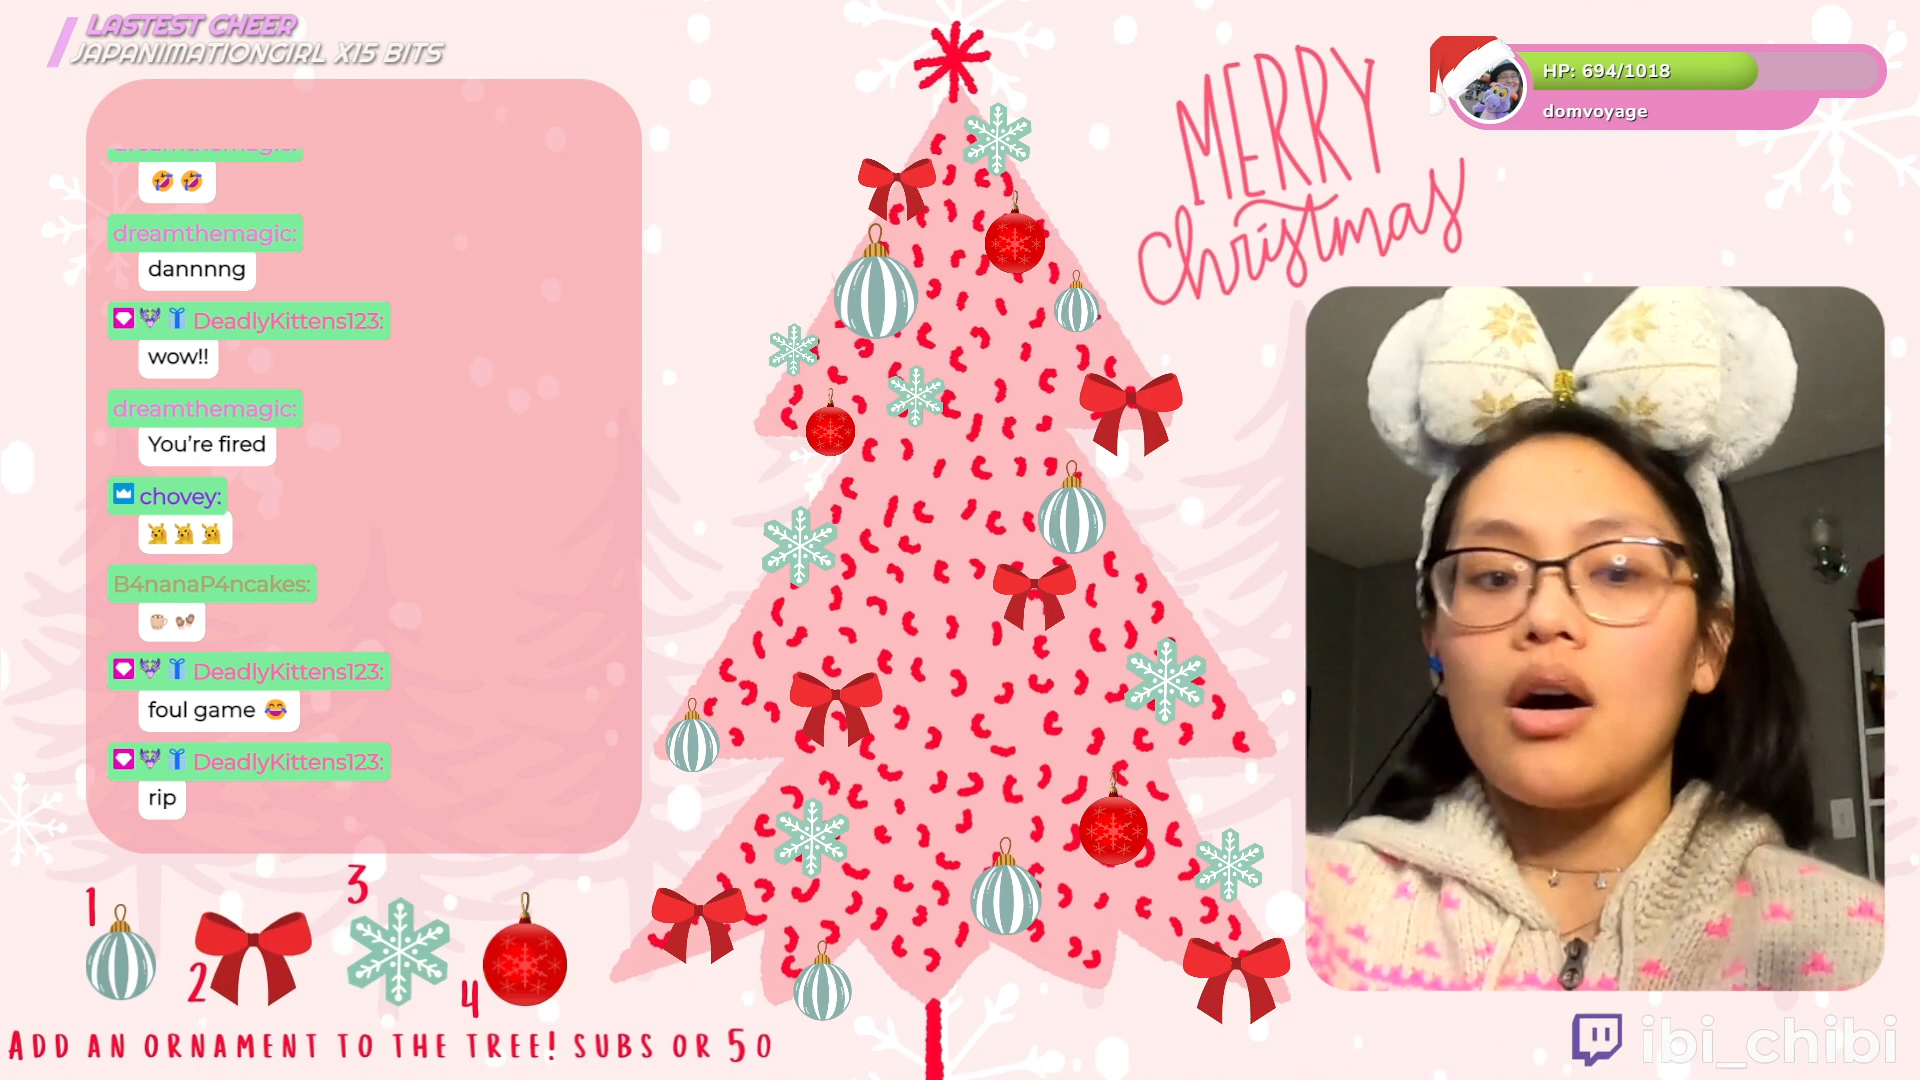 LASTEST CHEER
JAPANIMATIONGIRL X15 BITS
dreamthemagic:
dannnng
DeadlyKittens123:
wow!!
dreamthemagic:
You're fired
chovey:
B4nanaP4ncakes:
DeadlyKittens123:
foul game
DeadlyKittens123:
rip
MERRY
Christmas
HP: 694/1018
domvoyage
1
2
3
4
ADD AN ORNAMENT TO THE TREE! SUBS OR 50
ibi_chibi